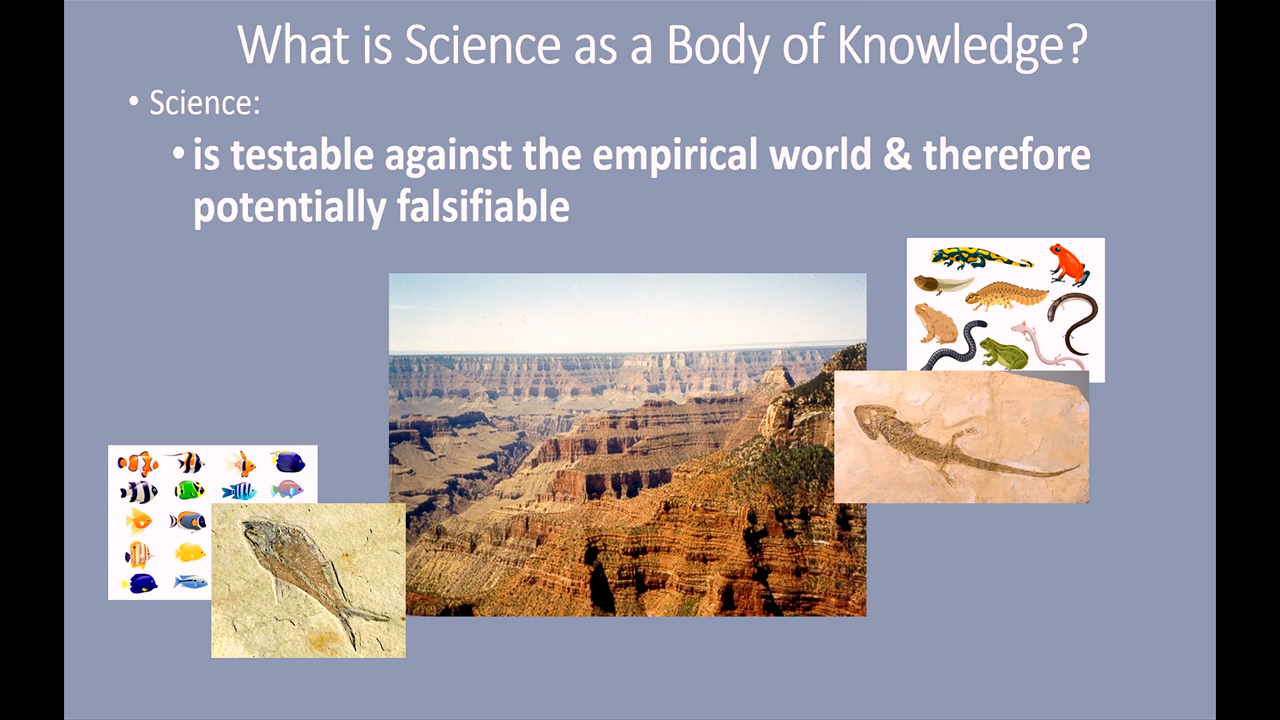 What is Science as a Body of Knowledge?
• Science:
• is testable against the empirical world & therefore
potentially falsifiable